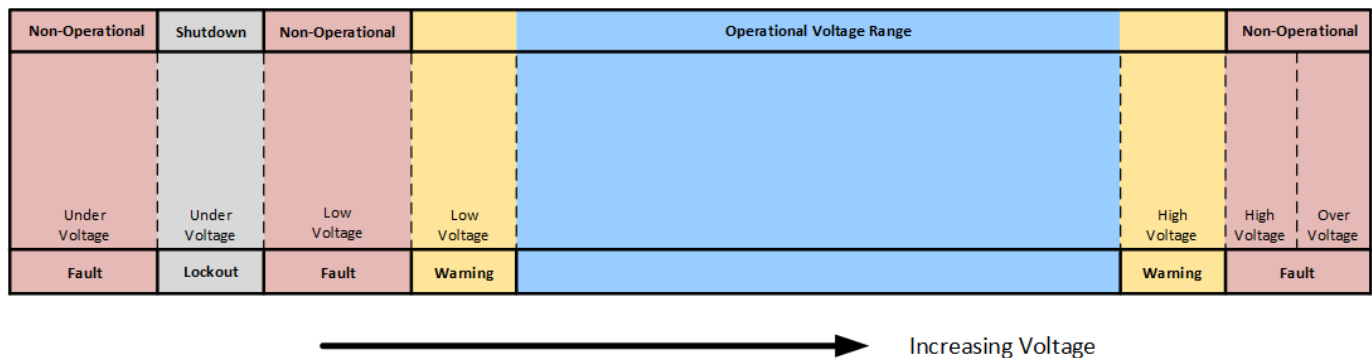 Non-Operational
Shutdown
Non-Operational
Operational Voltage Range
Non-Operational
Under
Voltage
Under
Voltage
Low
Voltage
Low
Voltage
High
Voltage
High
Voltage
Over
Voltage
Fault
Lockout
Fault
Warning
Warning
Fault
Increasing Voltage